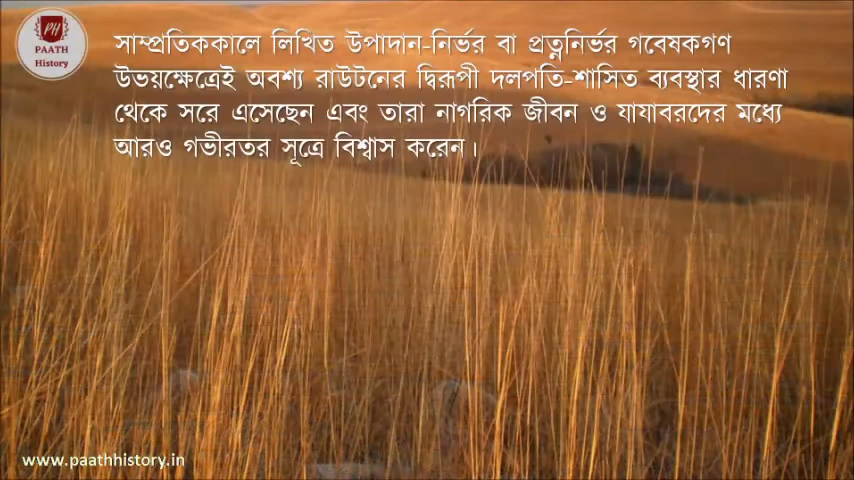 PH
PAATH
History
সাম্প্রতিককালে লিখিত উপাদান-নির্ভর বা প্রত্ননির্ভর গবেষকগণ
উভয়ক্ষেত্রেই অবশ্য রাউটনের দ্বিরূপী দলপতি-শাসিত ব্যবস্থার ধারণা
থেকে সরে এসেছেন এবং তারা নাগরিক জীবন ও যাযাবরদের মধ্যে
আরও গভীরতর সূত্রে বিশ্বাস করেন।
www.paathhistory.in